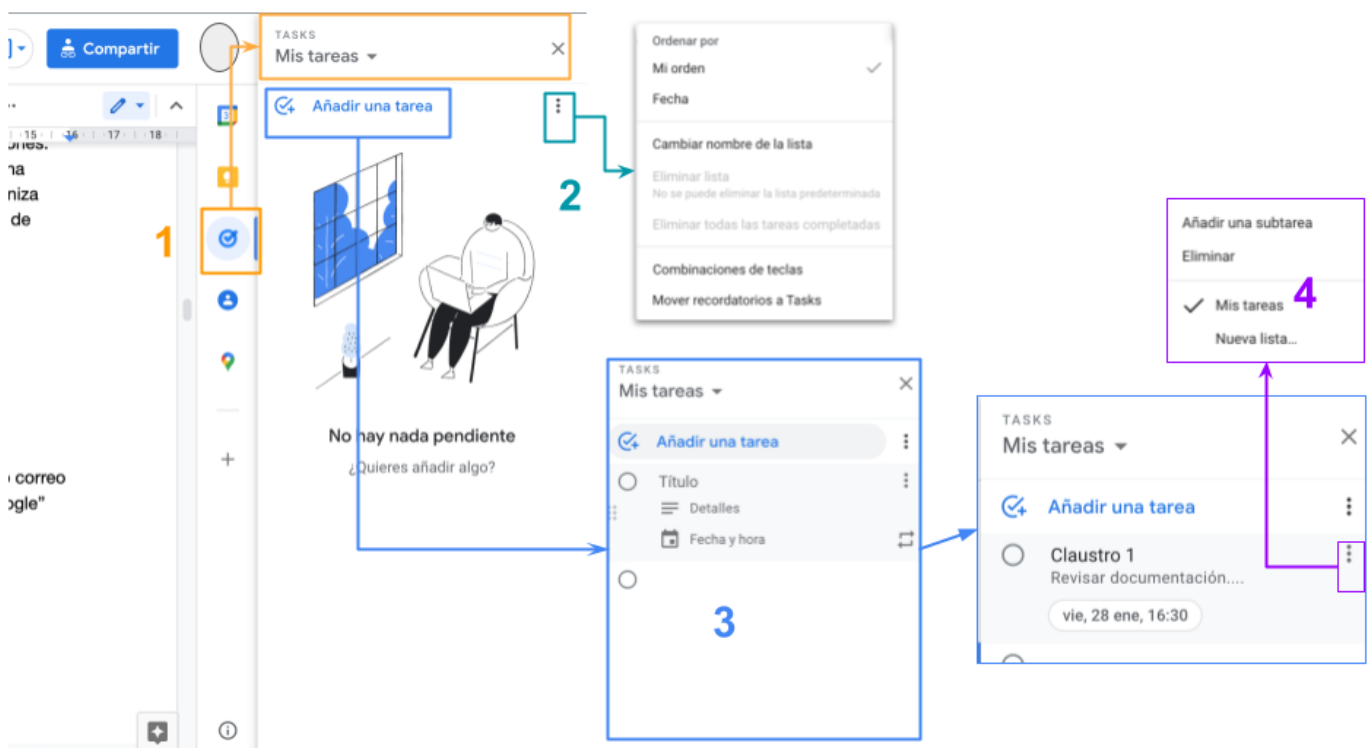 Compartir
15 16 17 18
ones.
na
niza
de
correo
ogle"
1
31
TASKS
Mis tareas
Añadir una tarea
No hay nada pendiente
¿Quieres añadir algo?
2
Ordenar por
Mi orden
Fecha
Cambiar nombre de la lista
Eliminar lista
No se puede eliminar la lista predeterminada
Eliminar todas las tareas completadas
Combinaciones de teclas
Mover recordatorios a Tasks
TASKS
Mis tareas
Añadir una tarea
Título
Detalles
Fecha y hora
3
Añadir una subtarea
Eliminar
Mis tareas
Nueva lista...
4
TASKS
Mis tareas
Añadir una tarea
Claustro 1
Revisar documentación....
vie, 28 ene, 16:30